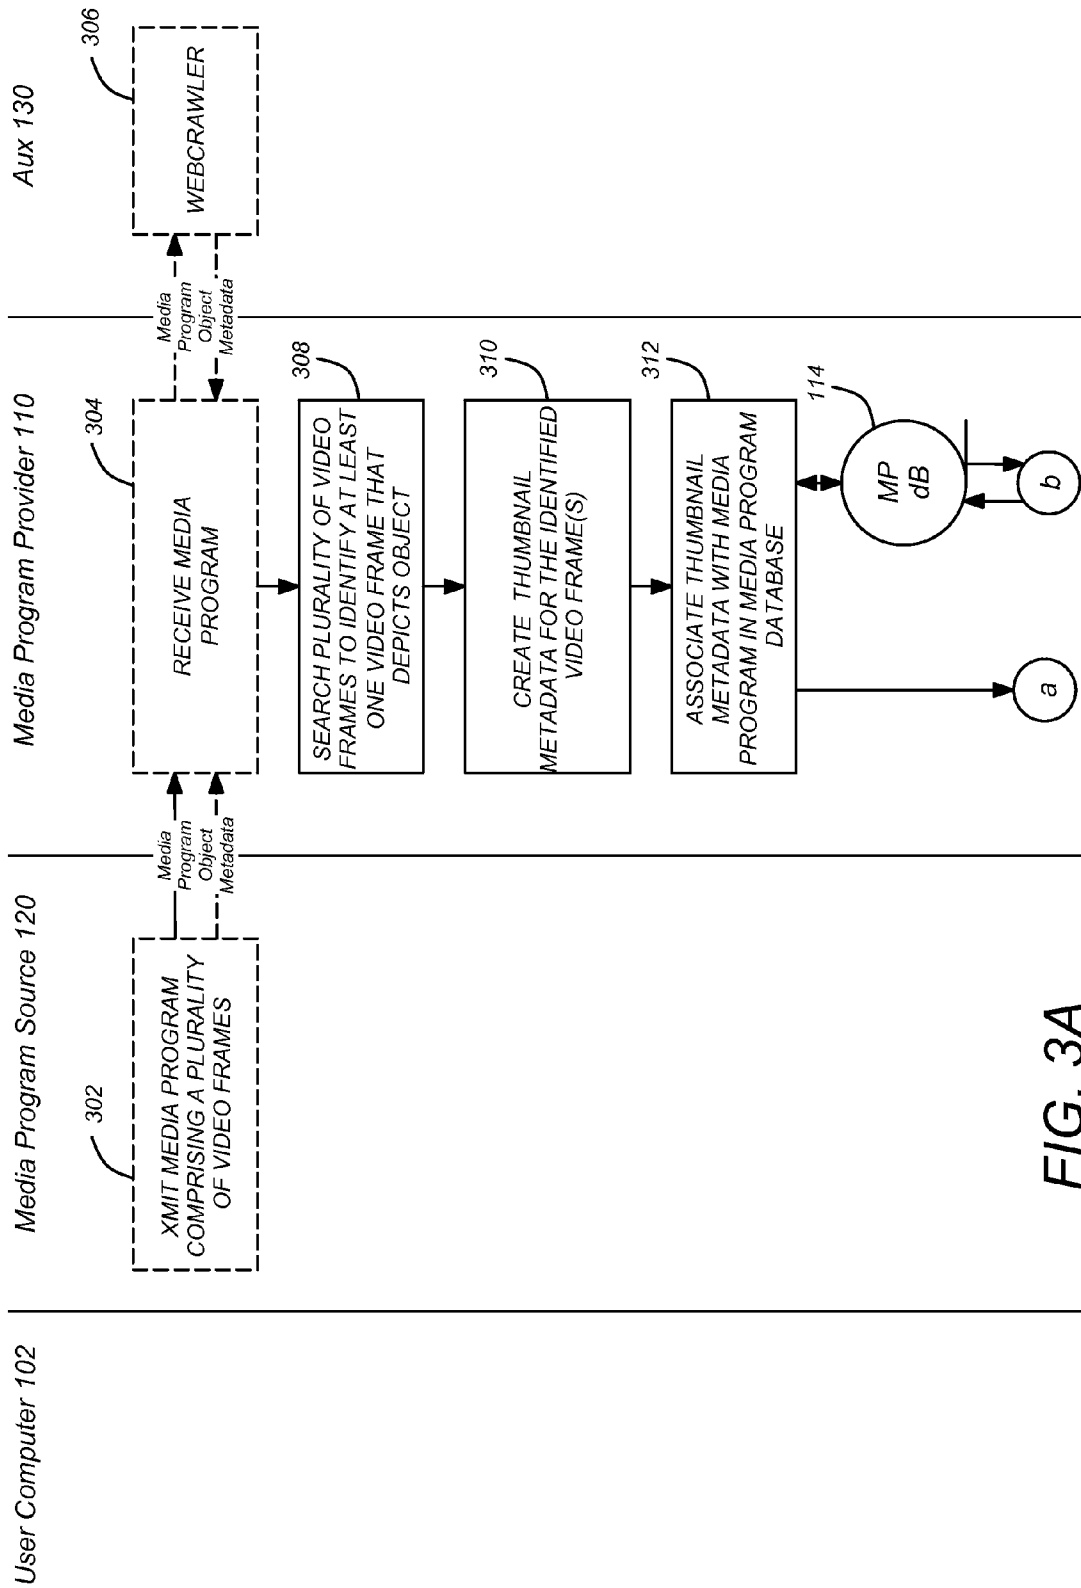 User Computer 102
Media Program Source 120
Media Program Provider 110
Aux 130
302
XMIT MEDIA PROGRAM
COMPRISING A PLURALITY
OF VIDEO FRAMES
Media
Program
Object
Metadata
304
RECEIVE MEDIA
PROGRAM
Media
Program
Object
Metadata
306
WEBCRAWLER
308
SEARCH PLURALITY OF VIDEO
FRAMES TO IDENTIFY AT LEAST
ONE VIDEO FRAME THAT
DEPICTS OBJECT
310
CREATE THUMBNAIL
METADATA FOR THE IDENTIFIED
VIDEO FRAME(S)
312
ASSOCIATE THUMBNAIL
METADATA WITH MEDIA
PROGRAM IN MEDIA PROGRAM
DATABASE
114
MP
dB
a
b
FIG. 3A